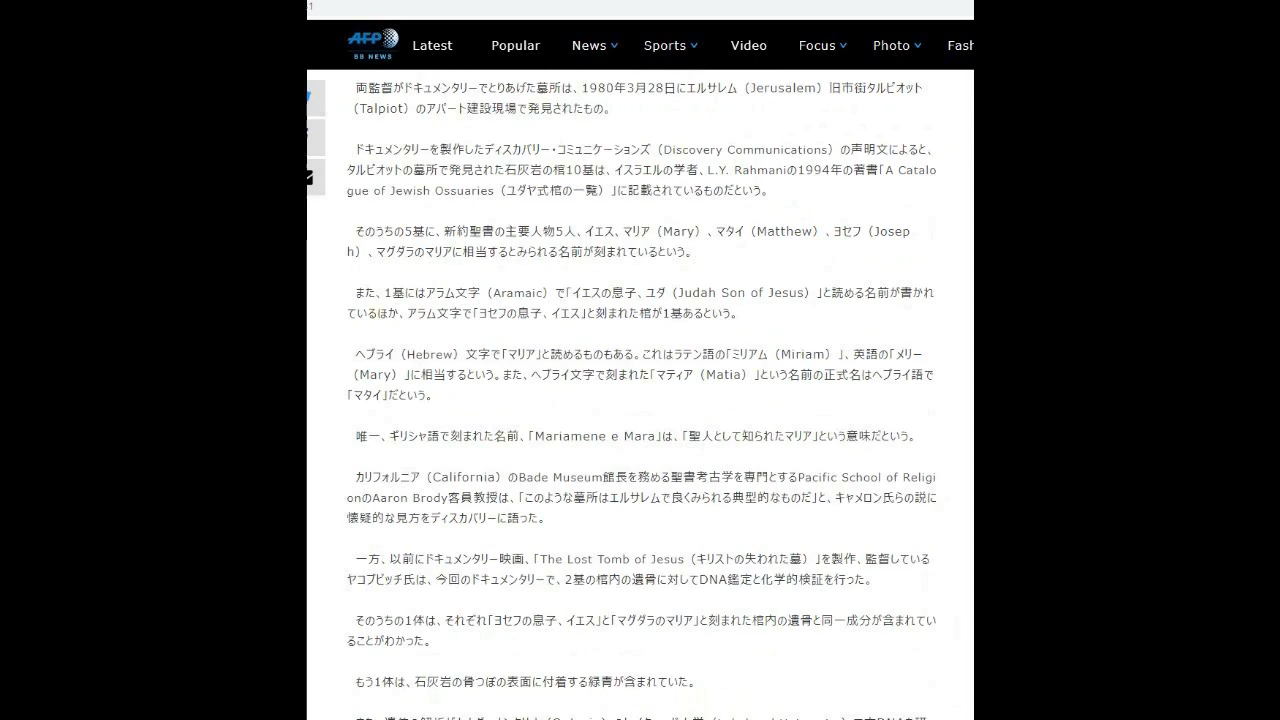 AFP
BB NEWS
Latest Popular News Sports Video Focus Photo Fash
両監督がドキュメンタリーでとりあげた墓所は、1980年3月28日にエルサレム（Jerusalem）旧市街タルピオット
（Talpiot）のアパート建設現場で発見されたもの。
ドキュメンタリーを製作したディスカバリー・コミュニケーションズ（Discovery Communications）の声明文によると、
タルピオットの墓所で発見された石灰岩の棺10基は、イスラエルの学者、L.Y. Rahmaniの1994年の著書「A Catalo
gue of Jewish Ossuaries（ユダヤ式棺の一覧）」に記載されているものだという。
そのうちの5基に、新約聖書の主要人物5人、イエス、マリア（Mary）、マタイ（Matthew）、ヨセフ（Josep
h）、マグダラのマリアに相当するとみられる名前が刻まれているという。
また、1基にはアラム文字（Aramaic）で「イエスの息子、ユダ（Judah Son of Jesus）」と読める名前が書かれ
ているほか、アラム文字で「ヨセフの息子、イエス」と刻まれた棺が1基あるという。
ヘブライ（Hebrew）文字で「マリア」と読めるものもある。これはラテン語の「ミリアム（Miriam）」、英語の「メリー
（Mary）」に相当するという。また、ヘブライ文字で刻まれた「マティア（Matia）」という名前の正式名はヘブライ語で
「マタイ」だという。
唯一、ギリシャ語で刻まれた名前、「Mariamene e Mara」は、「聖人として知られたマリア」という意味だという。
カリフォルニア（California）のBade Museum館長を務める聖書考古学を専門とするPacific School of Religi
onのAaron Brody客員教授は、「このような墓所はエルサレムで良くみられる典型的なものだ」と、キャメロン氏らの説に
懐疑的な見方をディスカバリーに語った。
一方、以前にドキュメンタリー映画、「The Lost Tomb of Jesus（キリストの失われた墓）」を製作、監督している
ヤコブビッチ氏は、今回のドキュメンタリーで、2基の棺内の遺骨に対してDNA鑑定と化学的検証を行った。
そのうちの1体は、それぞれ「ヨセフの息子、イエス」と「マグダラのマリア」と刻まれた棺内の遺骨と同一成分が含まれてい
ることがわかった。
もう1体は、石灰岩の骨つぼの表面に付着する緑青が含まれていた。